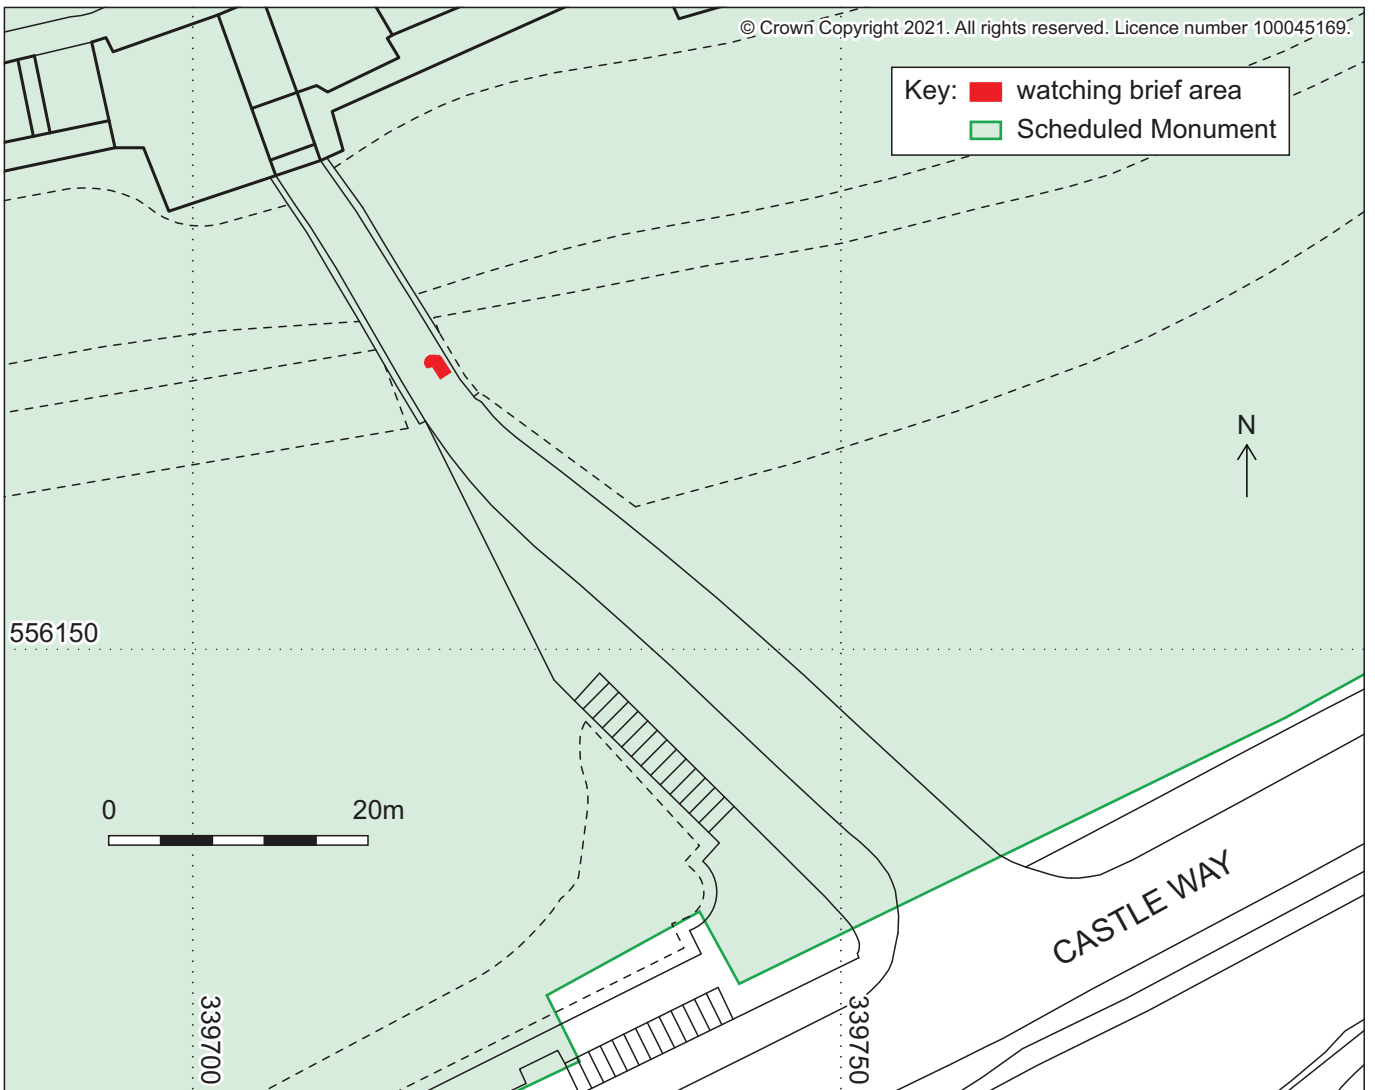 © Crown Copyright 2021. All rights reserved. Licence number 100045169.
Key:
watching brief area
Scheduled Monument
N
556150
0 20m
CASTLE WAY
339700
339750